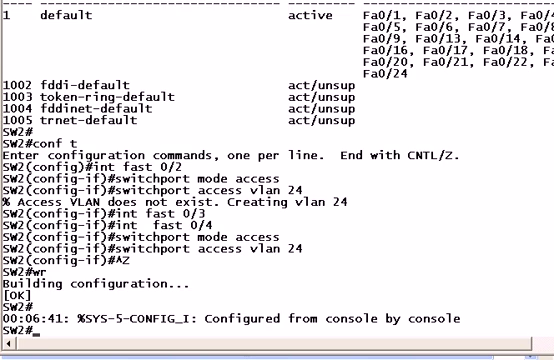 ---- -------------------------------- --------- -------------
1    default                          active    Fa0/1, Fa0/2, Fa0/3, Fa0/4
                                                Fa0/5, Fa0/6, Fa0/7, Fa0/8
                                                Fa0/9, Fa0/13, Fa0/14, Fa0/
                                                Fa0/16, Fa0/17, Fa0/18, Fa0/
                                                Fa0/20, Fa0/21, Fa0/22, Fa0/
                                                Fa0/24
1002 fddi-default                     act/unsup
1003 token-ring-default               act/unsup
1004 fddinet-default                  act/unsup
1005 trnet-default                    act/unsup
SW2#
SW2#conf t
Enter configuration commands, one per line.  End with CNTL/Z.
SW2(config)#int fast 0/2
SW2(config-if)#switchport mode access
SW2(config-if)#switchport access vlan 24
% Access VLAN does not exist. Creating vlan 24
SW2(config-if)#int fast 0/3
SW2(config-if)#int  fast 0/4
SW2(config-if)#switchport mode access
SW2(config-if)#switchport access vlan 24
SW2(config-if)#^Z
SW2#wr
Building configuration...
[OK]
SW2#
00:06:41: %SYS-5-CONFIG_I: Configured from console by console
SW2#